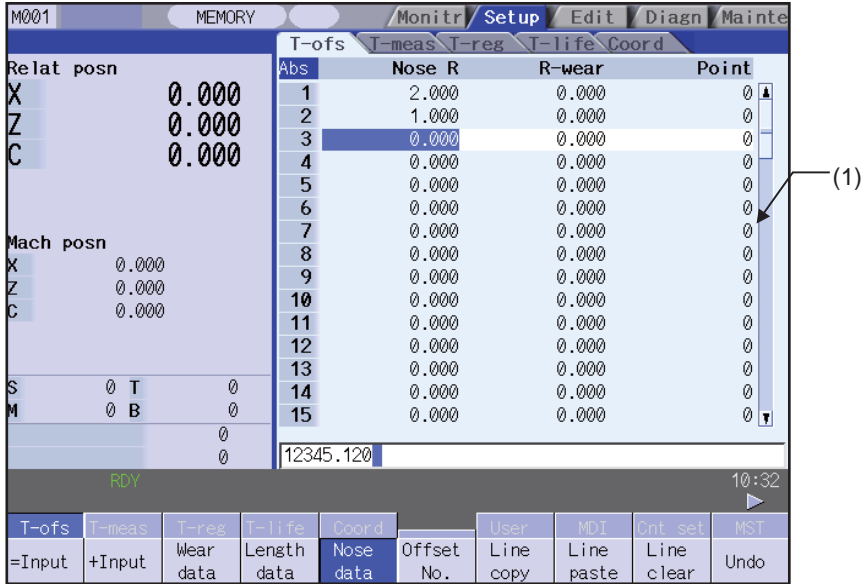 M001 MEMORY Monitr Setup Edit Diagn Mainte
T-ofs T-meas T-reg T-life Coord
Relat posn
X 0.000
Z 0.000
C 0.000
Mach posn
X 0.000
Z 0.000
C 0.000
S 0 T 0
M 0 B 0
0
0
Abs Nose R R-wear Point
1 2.000 0.000 0
2 1.000 0.000 0
3 0.000 0.000 0
4 0.000 0.000 0
5 0.000 0.000 0
6 0.000 0.000 0
7 0.000 0.000 0
8 0.000 0.000 0
9 0.000 0.000 0
10 0.000 0.000 0
11 0.000 0.000 0
12 0.000 0.000 0
13 0.000 0.000 0
14 0.000 0.000 0
15 0.000 0.000 0
(1)
12345.120
RDY 10:32
T-ofs T-meas T-reg T-life Coord User MDI Cnt set MST
=Input +Input Wear data Length data Nose data Offset No. Line copy Line paste Line clear Undo